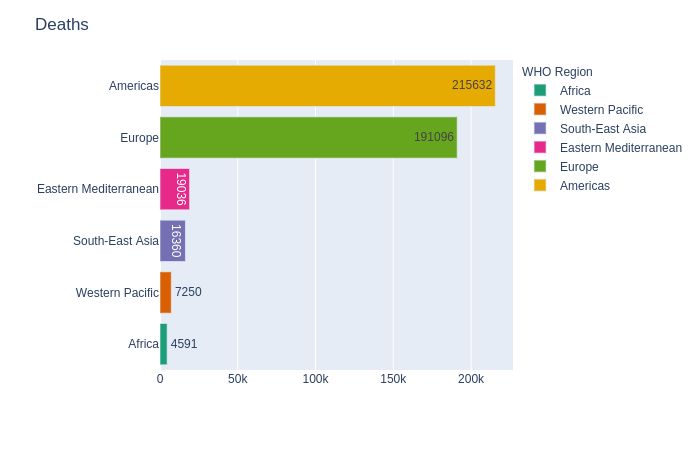 Deaths
Americas
215632
Europe
191096
Eastern Mediterranean
19036
South-East Asia
16360
Western Pacific
7250
Africa
4591
0
50k
100k
150k
200k
WHO Region
Africa
Western Pacific
South-East Asia
Eastern Mediterranean
Europe
Americas